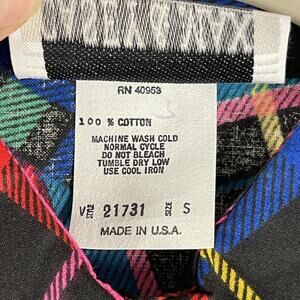 RN 40953
100 % COTTON
MACHINE WASH COLD
NORMAL CYCLE
DO NOT BLEACH
TUMBLE DRY LOW
USE COOL IRON
V STYLE 21731 SIZE S
MADE IN U.S.A.